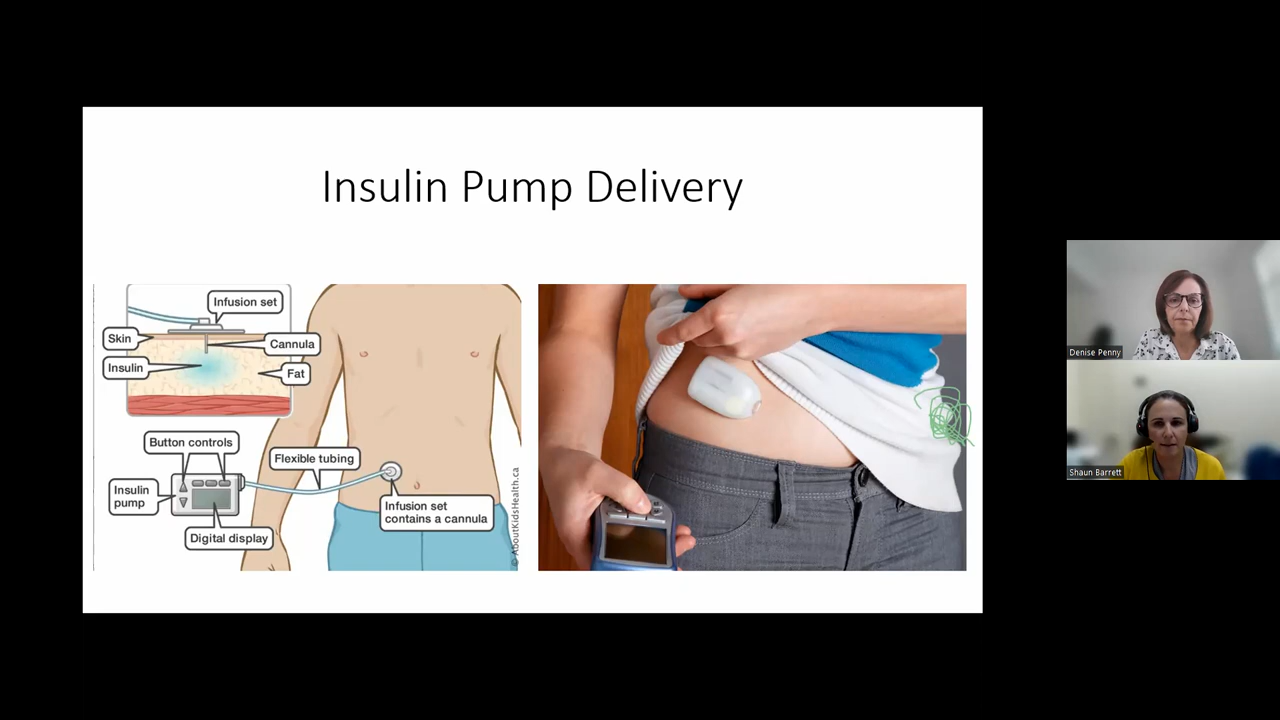 Insulin Pump Delivery
Infusion set
Skin
Cannula
Insulin
Fat
Button controls
Flexible tubing
Insulin
pump
Infusion set
contains a cannula
Digital display
© AboutKidsHealth.ca
Denise Penny
Shaun Barrett